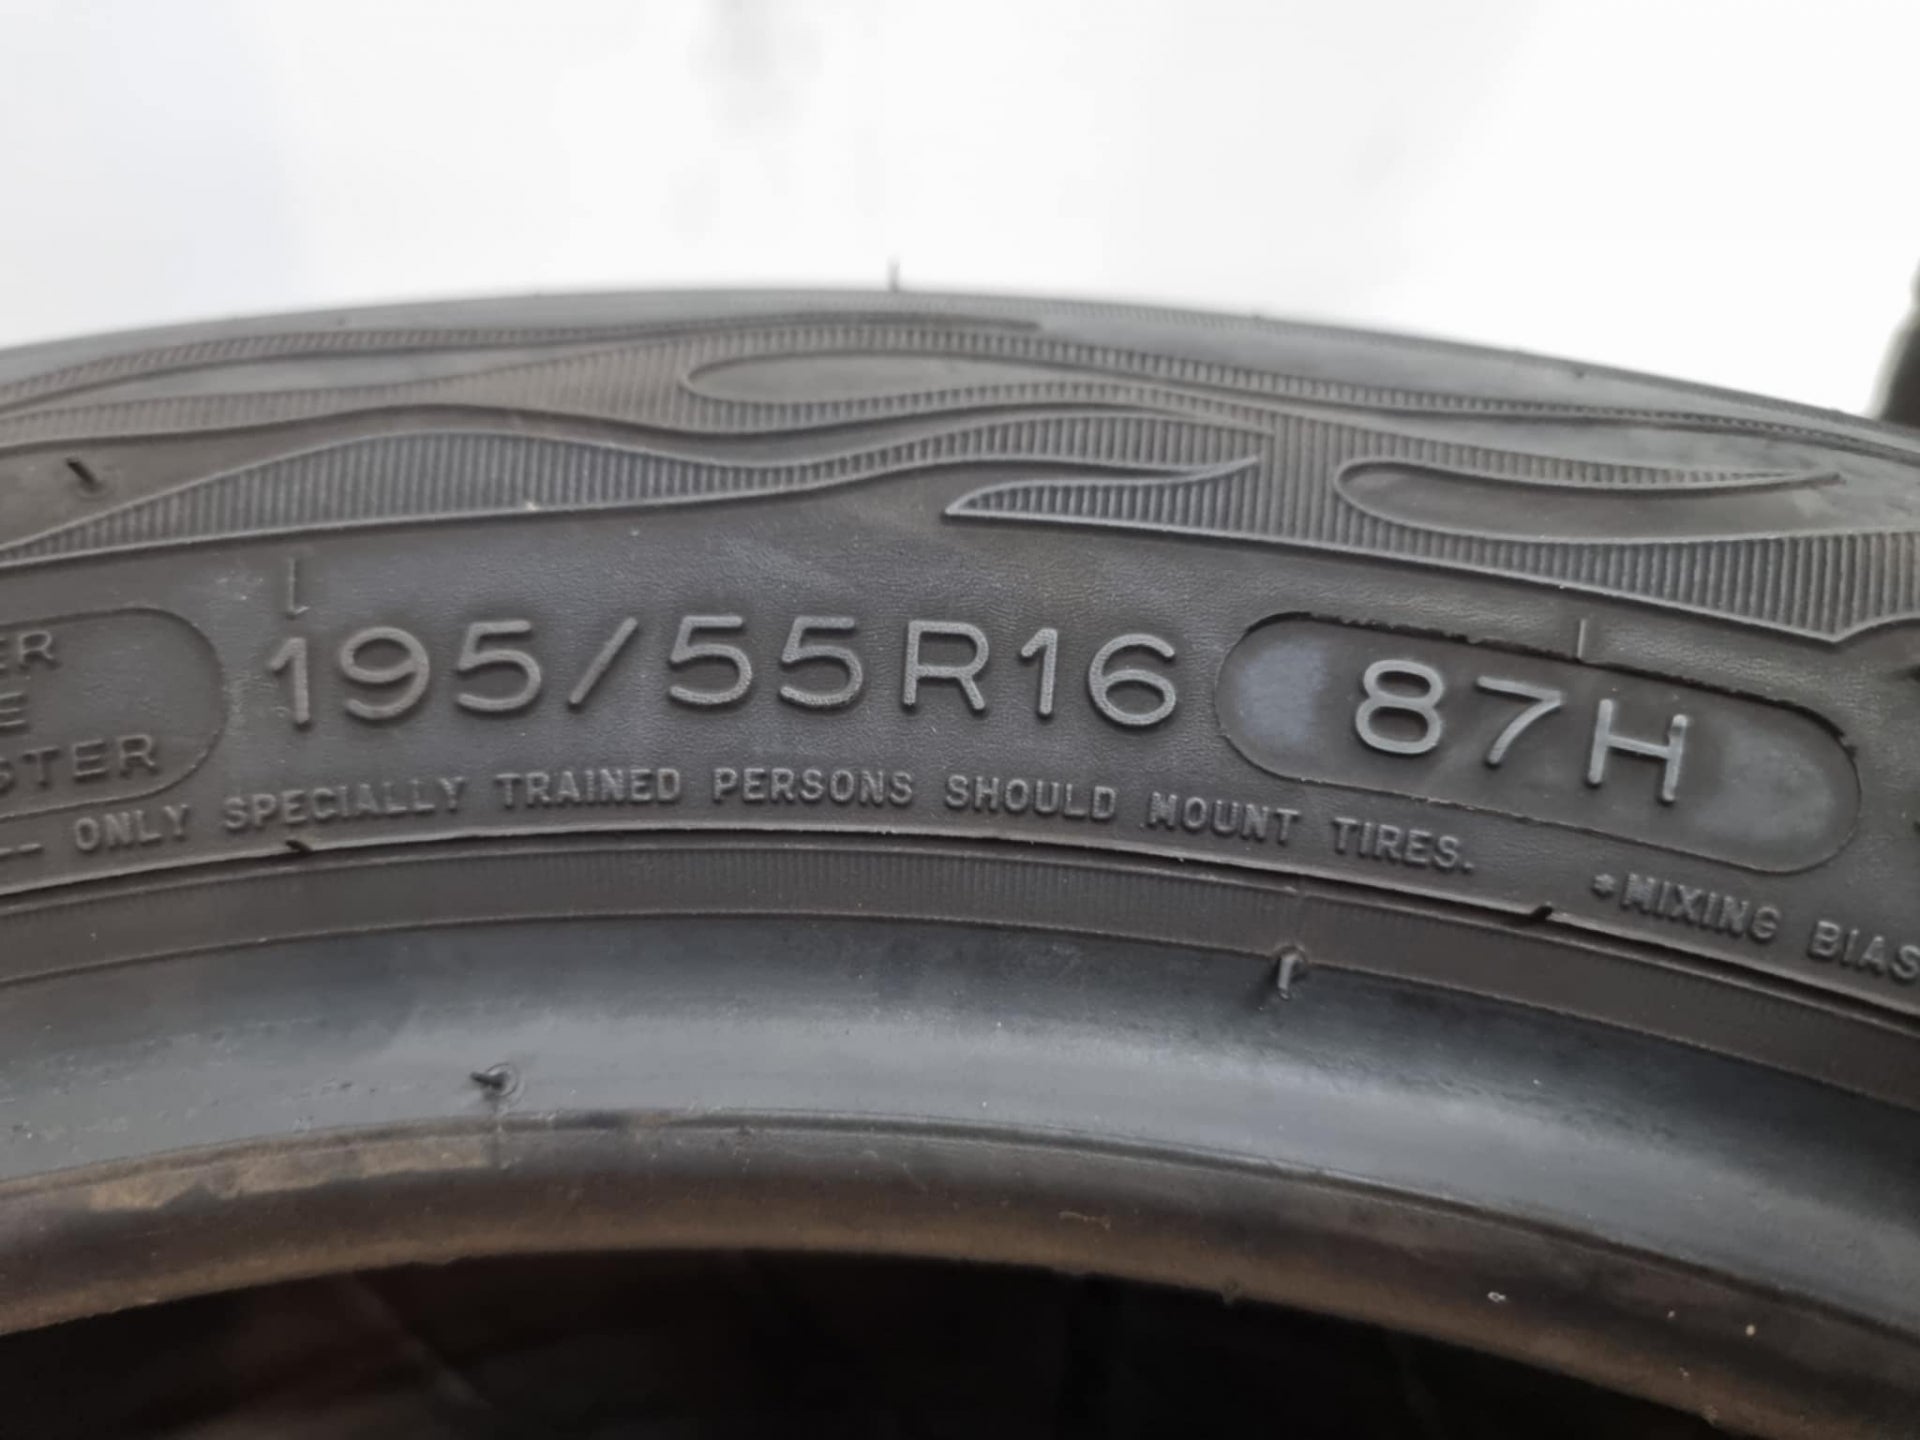 195/55R16 87H
-- ONLY SPECIALLY TRAINED PERSONS SHOULD MOUNT TIRES. *MIXING BIAS